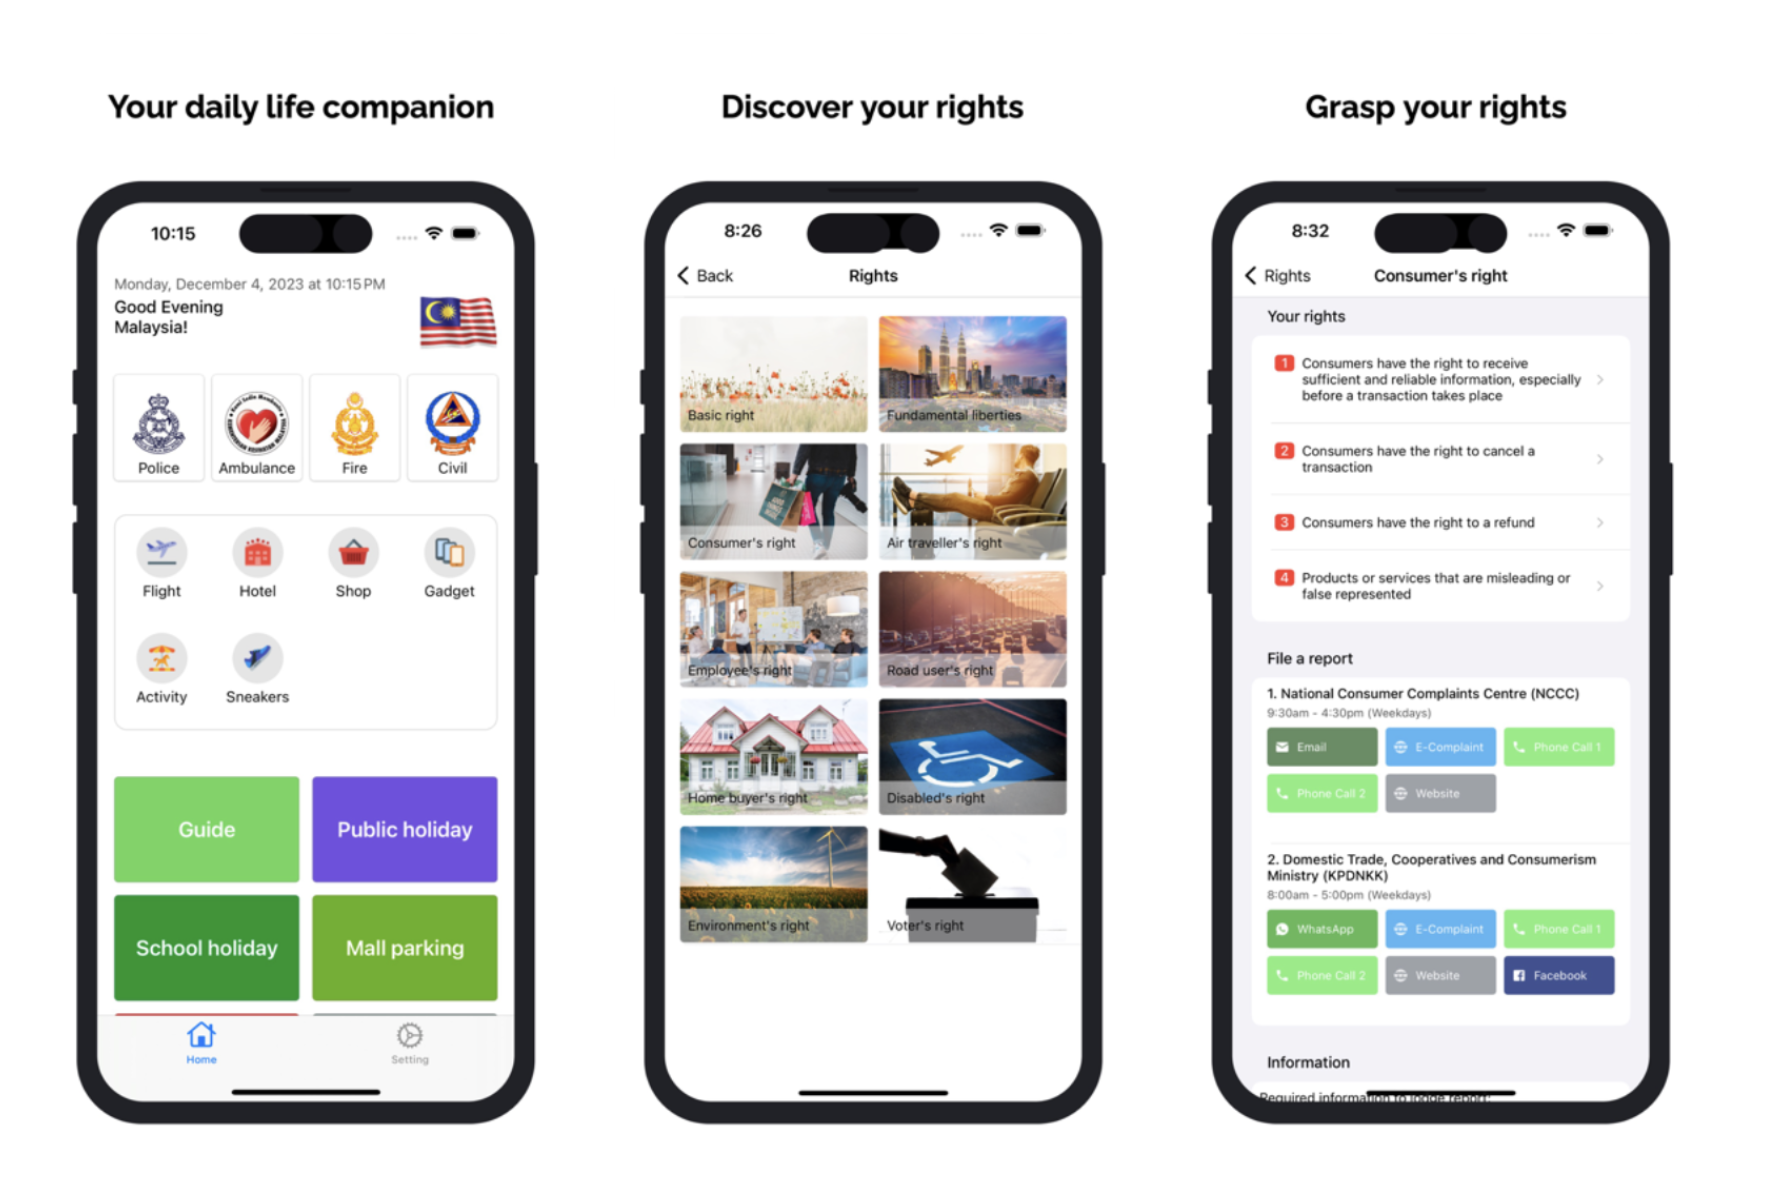 Your daily life companion
10:15
Monday, December 4, 2023 at 10:15 PM
Good Evening
Malaysia!
Police
Ambulance
Fire
Civil
Flight
Hotel
Shop
Gadget
Activity
Sneakers
Guide
Public holiday
School holiday
Mall parking
Home
Setting
Discover your rights
8:26
Back
Rights
Basic right
Fundamental liberties
Consumer's right
Air traveller's right
Employee's right
Road user's right
Home buyer's right
Disabled's right
Environment's right
Voter's right
Grasp your rights
8:32
Rights
Consumer's right
Your rights
1 Consumers have the right to receive
sufficient and reliable information, especially
before a transaction takes place
2 Consumers have the right to cancel a
transaction
3 Consumers have the right to a refund
4 Products or services that are misleading or
false represented
File a report
1. National Consumer Complaints Centre (NCCC)
9:30am - 4:30pm (Weekdays)
Email
E-Complaint
Phone Call 1
Phone Call 2
Website
2. Domestic Trade, Cooperatives and Consumerism
Ministry (KPDNKK)
8:00am - 5:00pm (Weekdays)
WhatsApp
E-Complaint
Phone Call 1
Phone Call 2
Website
Facebook
Information
Required information to lodge report: